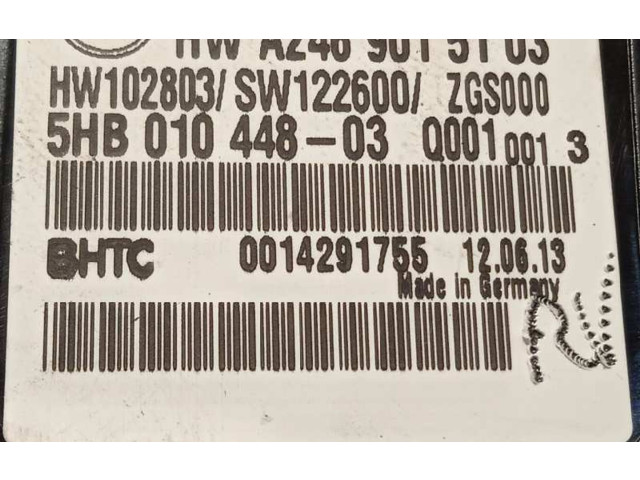 HW A246 901 51 03
HW102803/ SW122600/ ZGS000
5HB 010 448-03 Q001 001 3
BHTC 0014291755 12.06.13
Made in Germany